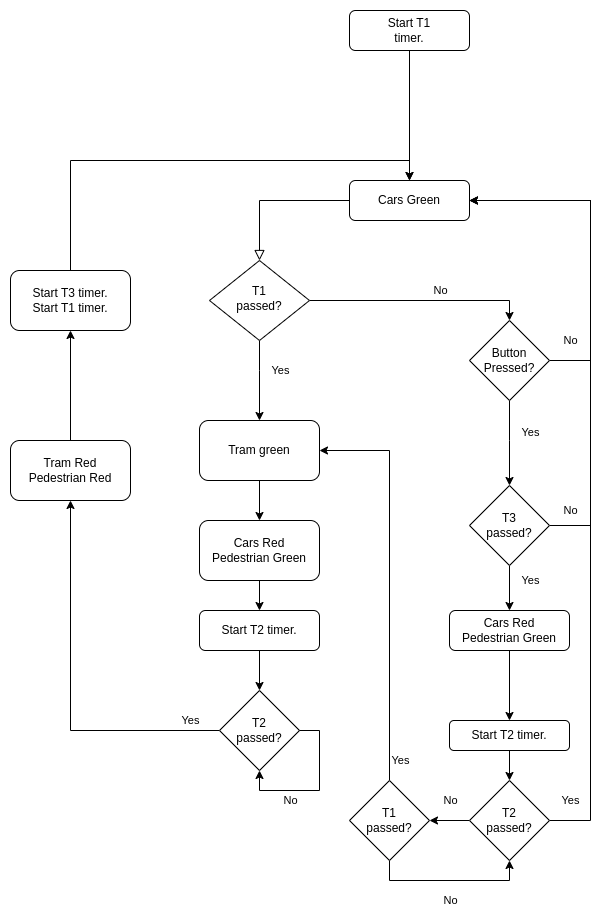 Start T1
timer.
Cars Green
T1
passed?
No
Button
Pressed?
No
Start T3 timer.
Start T1 timer.
Yes
Tram green
Yes
Tram Red
Pedestrian Red
T3
passed?
No
Cars Red
Pedestrian Green
Yes
Start T2 timer.
Cars Red
Pedestrian Green
T2
passed?
Yes
No
Start T2 timer.
Yes
T1
passed?
No
T2
passed?
Yes
No